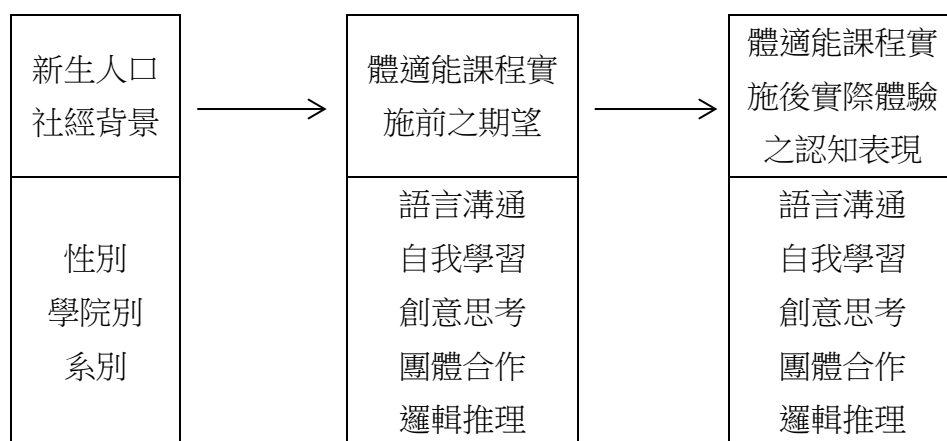 新生人口
社經背景
性別
學院別
系別
體適能課程實
施前之期望
語言溝通
自我學習
創意思考
團體合作
邏輯推理
體適能課程實
施後實際體驗
之認知表現
語言溝通
自我學習
創意思考
團體合作
邏輯推理